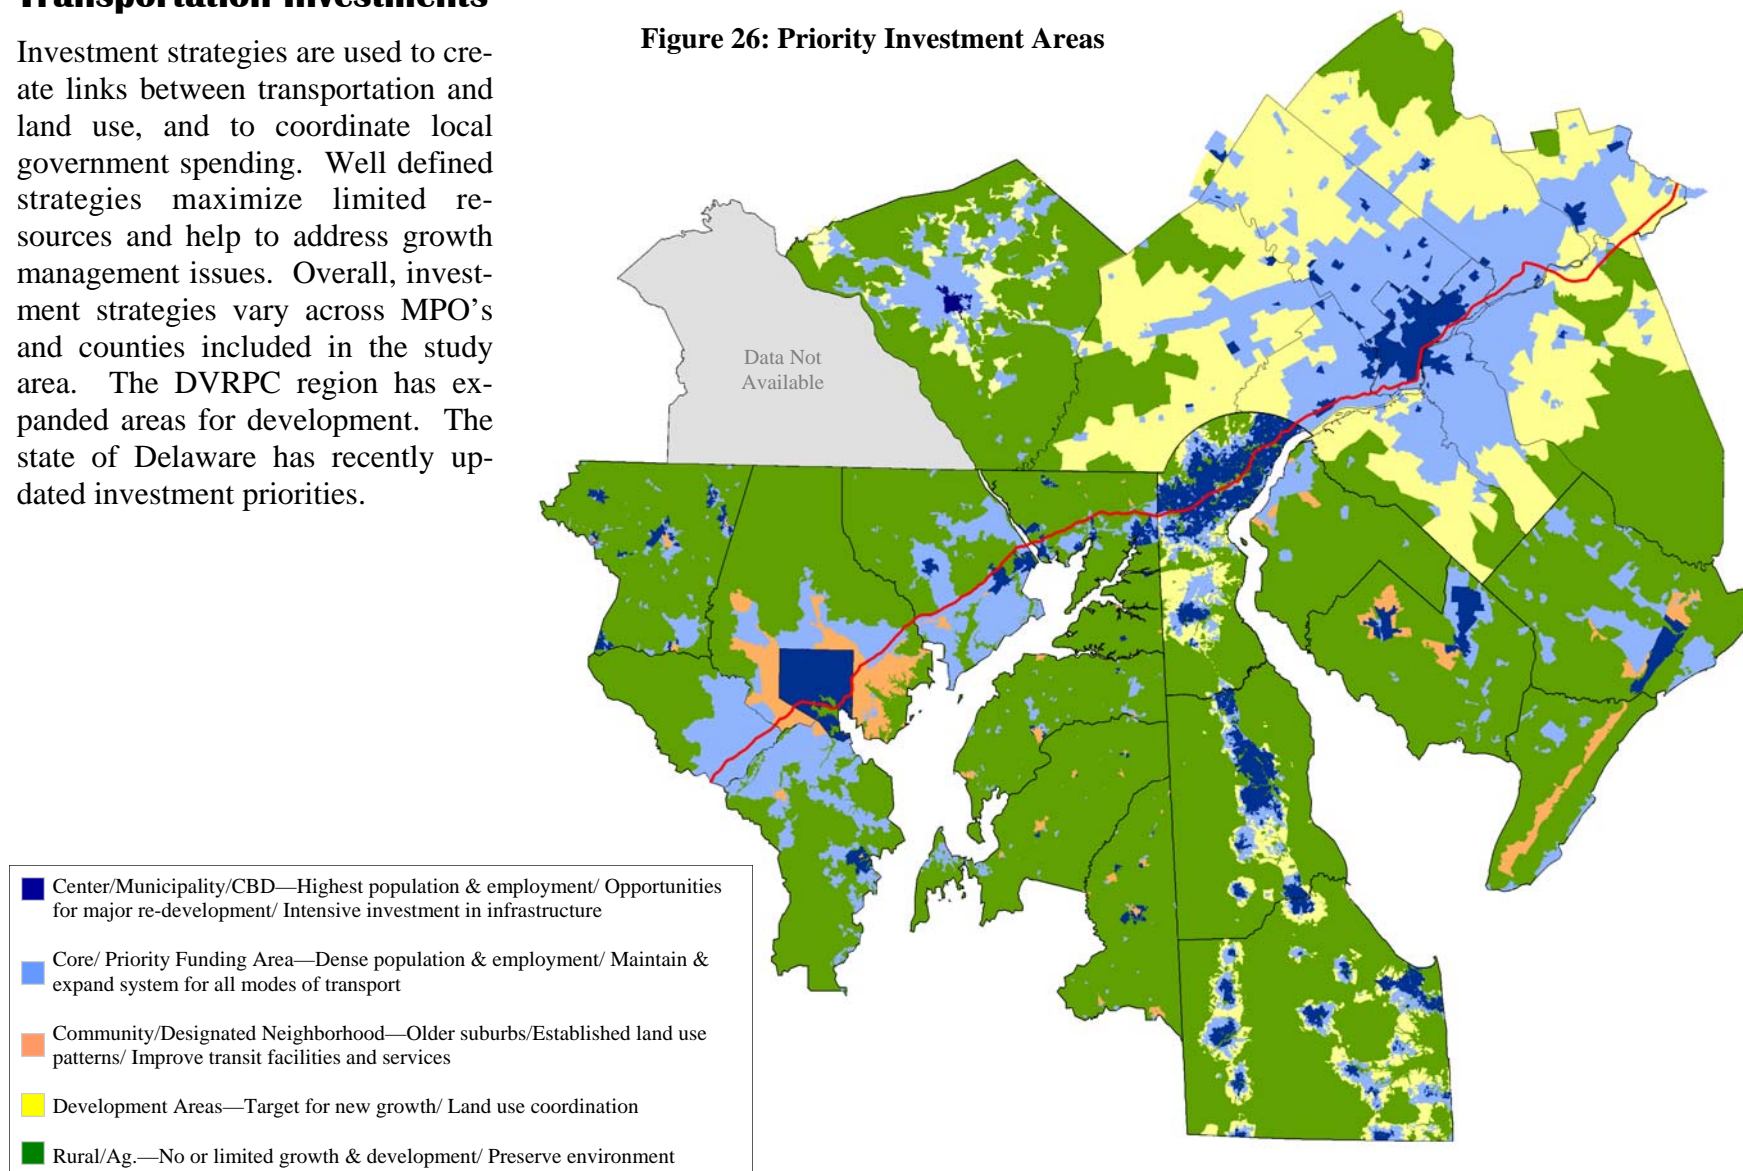 Transportation Investments
Investment strategies are used to cre-
ate links between transportation and
land use, and to coordinate local
government spending. Well defined
strategies maximize limited re-
sources and help to address growth
management issues. Overall, invest-
ment strategies vary across MPO's
and counties included in the study
area. The DVRPC region has ex-
panded areas for development. The
state of Delaware has recently up-
dated investment priorities.
Figure 26: Priority Investment Areas
Data Not
Available
Center/Municipality/CBD—Highest population & employment/ Opportunities
for major re-development/ Intensive investment in infrastructure
Core/ Priority Funding Area—Dense population & employment/ Maintain &
expand system for all modes of transport
Community/Designated Neighborhood—Older suburbs/Established land use
patterns/ Improve transit facilities and services
Development Areas—Target for new growth/ Land use coordination
Rural/Ag.—No or limited growth & development/ Preserve environment